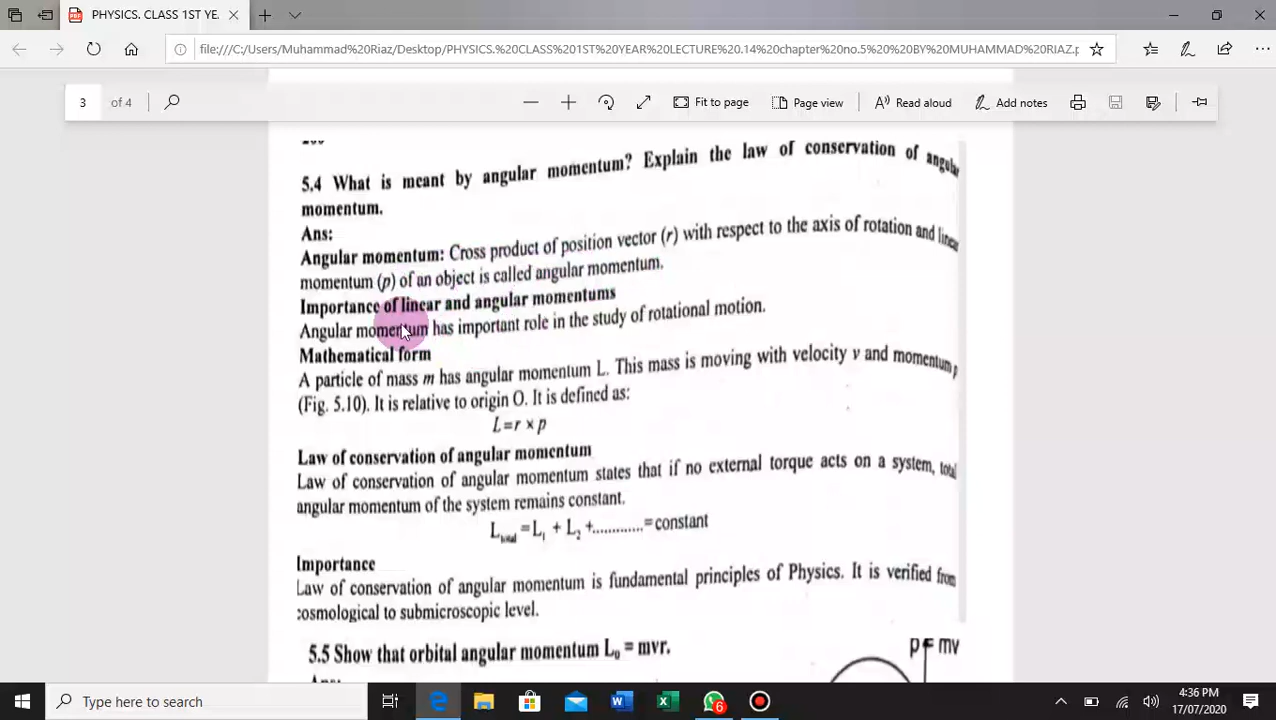 PHYSICS. CLASS 1ST YE
file:///C:/Users/Muhammad%20Riaz/Desktop/PHYSICS.%20CLASS%201ST%20YEAR%20LECTURE%20.14%20chapter%20no.5%20%20BY%20MUHAMMAD%20RIAZ.p
3 of 4
Fit to page Page view Read aloud Add notes
5.4 What is meant by angular momentum? Explain the law of conservation of angular
momentum.
Ans:
Angular momentum: Cross product of position vector (r) with respect to the axis of rotation and linear
momentum (p) of an object is called angular momentum.
Importance of linear and angular momentums
Angular momentum has important role in the study of rotational motion.
Mathematical form
A particle of mass m has angular momentum L. This mass is moving with velocity v and momentum p
(Fig. 5.10). It is relative to origin O. It is defined as:
L=r × p
Law of conservation of angular momentum
Law of conservation of angular momentum states that if no external torque acts on a system, total
angular momentum of the system remains constant.
Ltotal =L1 + L2 +.............=constant
Importance
Law of conservation of angular momentum is fundamental principles of Physics. It is verified from
cosmological to submicroscopic level.
5.5 Show that orbital angular momentum L0 = mvr.
p= mv
Type here to search
6
4:36 PM
17/07/2020